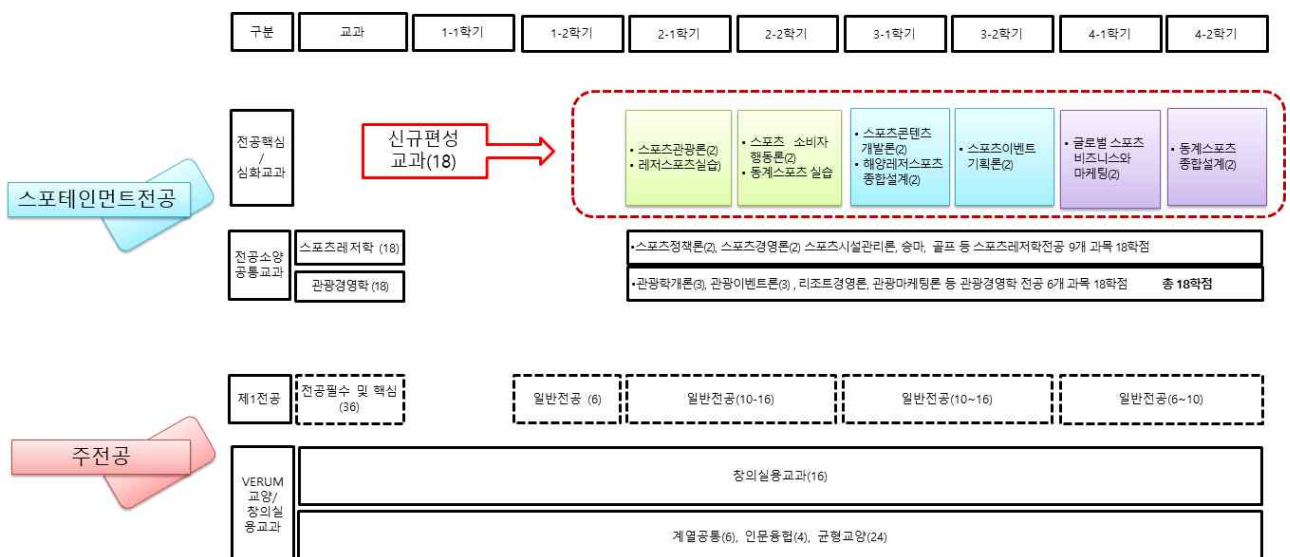 구분
교과
1-1학기
1-2학기
2-1학기
2-2학기
3-1학기
3-2학기
4-1학기
4-2학기
스포테인먼트전공
전공핵심
/
심화교과
신규편성
교과(18)
• 스포츠관광론(2)
• 레저스포츠실습)
• 스포츠 소비자
행동론(2)
• 동계스포츠 실습
• 스포츠콘텐츠
개발론(2)
• 해양레저스포츠
종합설계(2)
• 스포츠이벤트
기획론(2)
• 글로벌 스포츠
비즈니스와
마케팅(2)
• 동계스포츠
종합설계(2)
전공소양
공통교과
스포츠레저학 (18)
•스포츠정책론(2), 스포츠경영론(2) 스포츠시설관리론, 승마, 골프 등 스포츠레저학전공 9개 과목 18학점
관광경영학 (18)
•관광학개론(3), 관광이벤트론(3) , 리조트경영론, 관광마케팅론 등 관광경영학 전공 6개 과목 18학점 총 18학점
주전공
제1전공
전공필수 및 핵심
(36)
일반전공 (6)
일반전공(10-16)
일반전공(10~16)
일반전공(6~10)
VERUM
교양/
창의실
용교과
창의실용교과(16)
계열공통(6), 인문융헙(4), 균형교양(24)